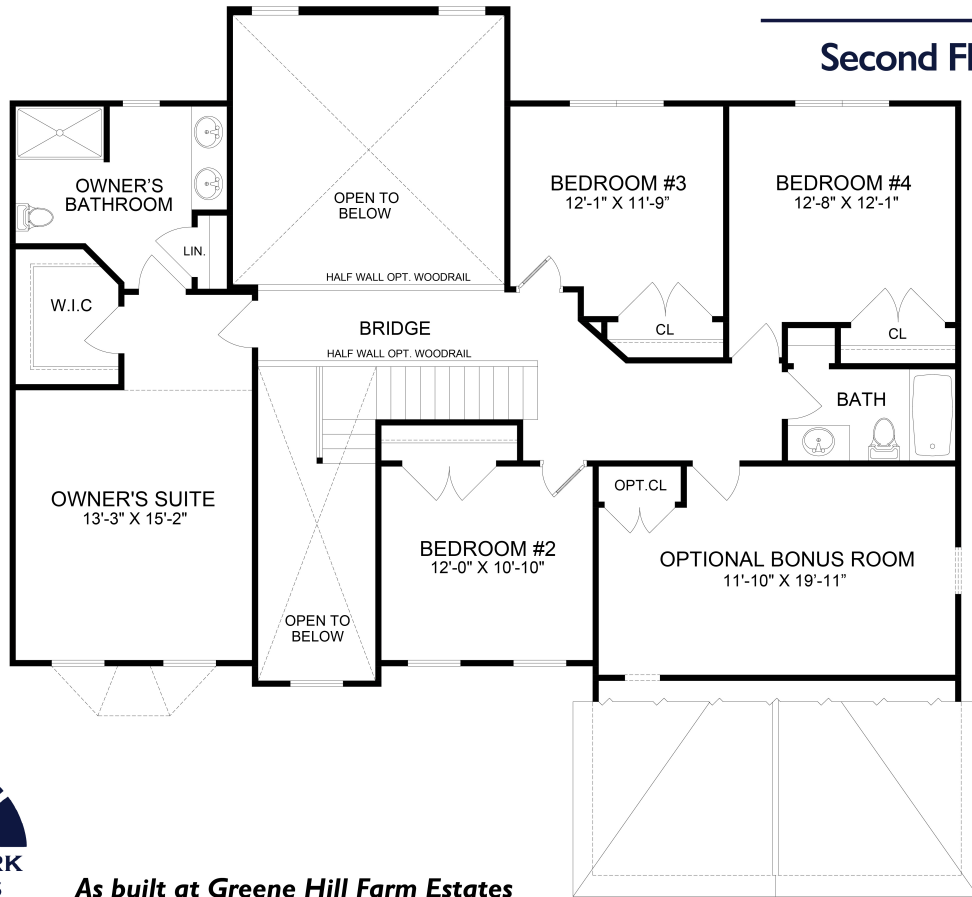 Second Fl
OWNER'S
BATHROOM
LIN.
W.I.C
OPEN TO
BELOW
HALF WALL OPT. WOODRAIL
BRIDGE
HALF WALL OPT. WOODRAIL
BEDROOM #3
12'-1" X 11'-9”
CL
BEDROOM #4
12'-8" X 12'-1"
CL
BATH
OWNER'S SUITE
13'-3" X 15'-2"
OPEN TO
BELOW
BEDROOM #2
12'-0" X 10'-10"
OPT.CL
OPTIONAL BONUS ROOM
11'-10" X 19’-11”
RK
S
As built at Greene Hill Farm Estates